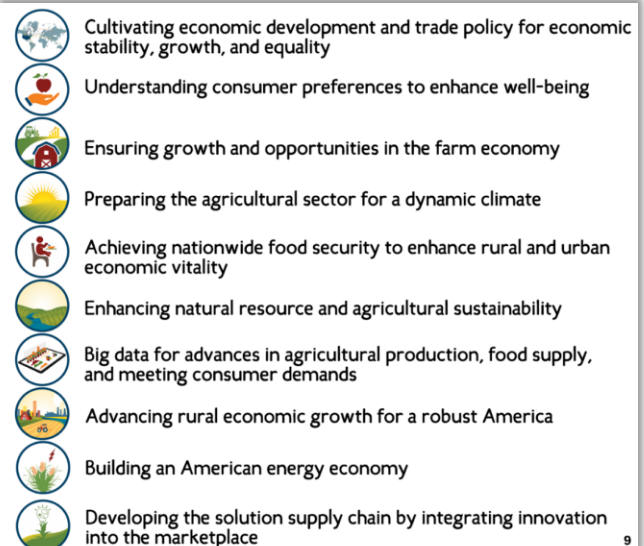 Cultivating economic development and trade policy for economic
stability, growth, and equality
Understanding consumer preferences to enhance well-being
Ensuring growth and opportunities in the farm economy
Preparing the agricultural sector for a dynamic climate
Achieving nationwide food security to enhance rural and urban
economic vitality
Enhancing natural resource and agricultural sustainability
Big data for advances in agricultural production, food supply,
and meeting consumer demands
Advancing rural economic growth for a robust America
Building an American energy economy
Developing the solution supply chain by integrating innovation
into the marketplace
9